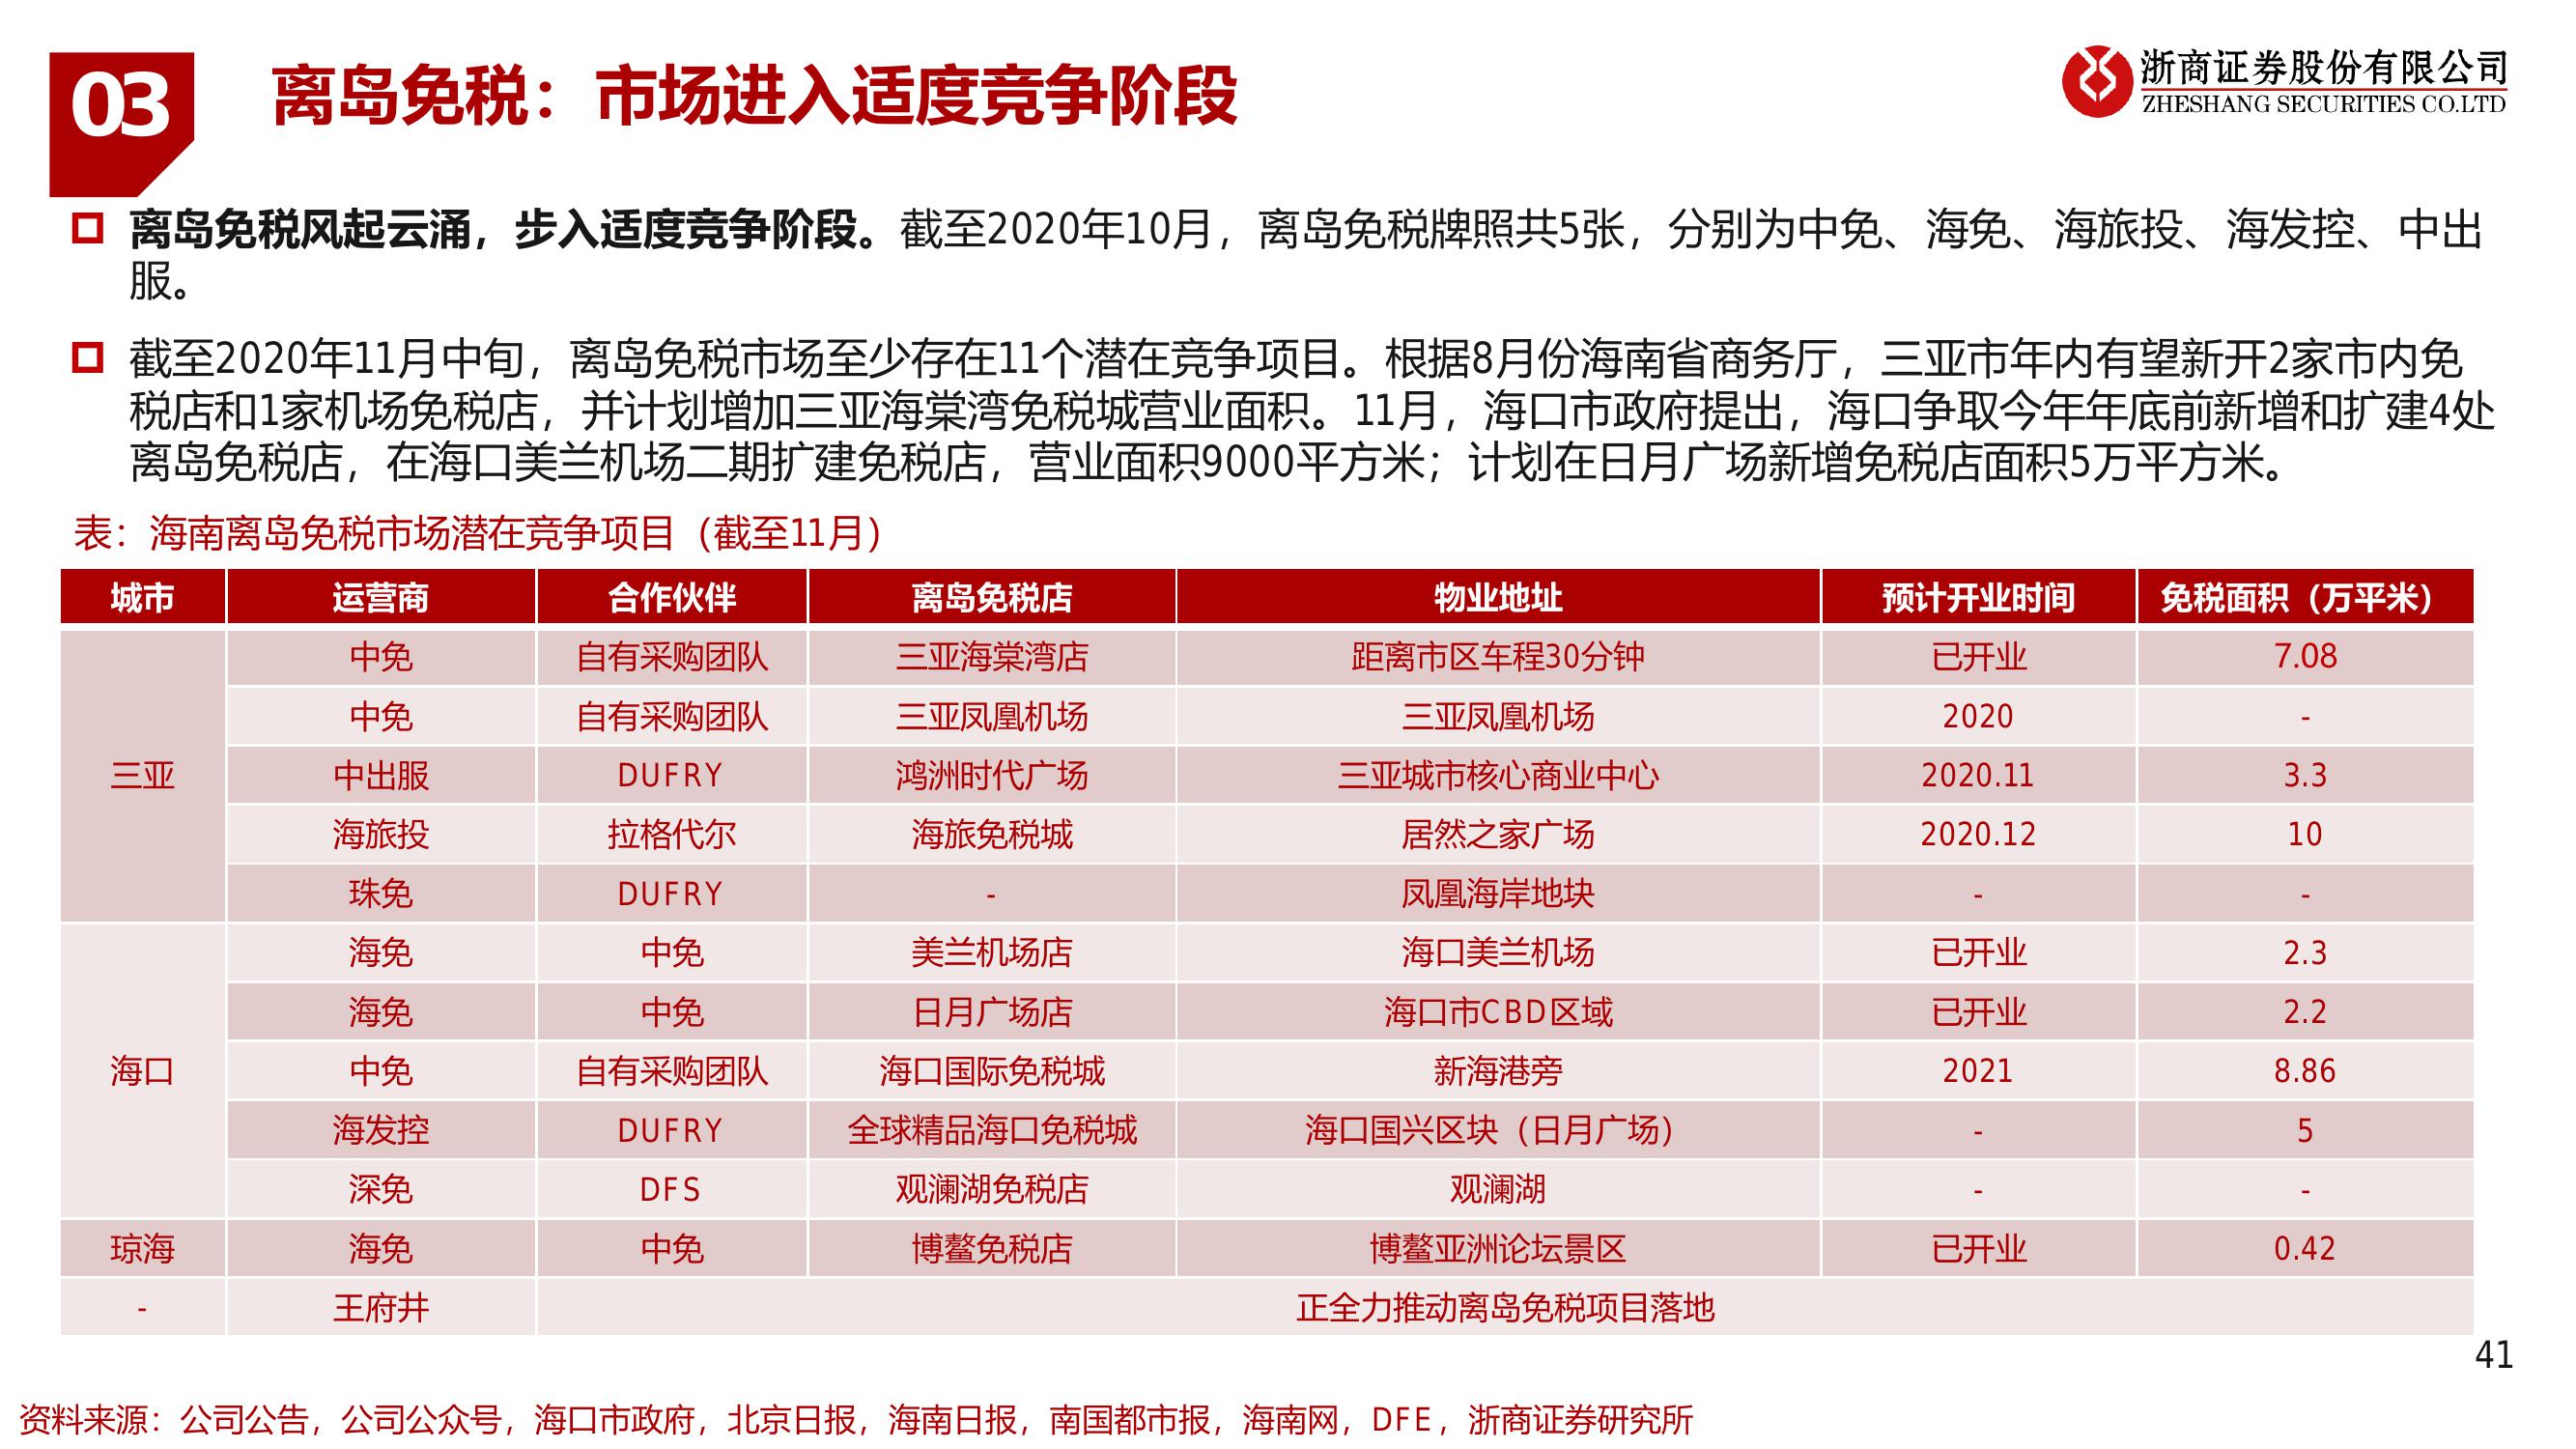 03
离岛免税：市场进入适度竞争阶段
浙商证券股份有限公司
ZHESHANG SECURITIES CO.LTD
离岛免税风起云涌，步入适度竞争阶段。截至2020年10月，离岛免税牌照共5张，分别为中免、海免、海旅投、海发控、中出
服。
截至2020年11月中旬，离岛免税市场至少存在11个潜在竞争项目。根据8月份海南省商务厅，三亚市年内有望新开2家市内免
税店和1家机场免税店，并计划增加三亚海棠湾免税城营业面积。11月，海口市政府提出，海口争取今年年底前新增和扩建4处
离岛免税店，在海口美兰机场二期扩建免税店，营业面积9000平方米；计划在日月广场新增免税店面积5万平方米。
表：海南离岛免税市场潜在竞争项目（截至11月）
城市 运营商 合作伙伴 离岛免税店 物业地址 预计开业时间 免税面积（万平米）
三亚 中免 自有采购团队 三亚海棠湾店 距离市区车程30分钟 已开业 7.08
中免 自有采购团队 三亚凤凰机场 三亚凤凰机场 2020 -
中出服 DUFRY 鸿洲时代广场 三亚城市核心商业中心 2020.11 3.3
海旅投 拉格代尔 海旅免税城 居然之家广场 2020.12 10
珠免 DUFRY - 凤凰海岸地块 - -
海口 海免 中免 美兰机场店 海口美兰机场 已开业 2.3
海免 中免 日月广场店 海口市CBD区域 已开业 2.2
中免 自有采购团队 海口国际免税城 新海港旁 2021 8.86
海发控 DUFRY 全球精品海口免税城 海口国兴区块（日月广场） - 5
深免 DFS 观澜湖免税店 观澜湖 - -
琼海 海免 中免 博鳌免税店 博鳌亚洲论坛景区 已开业 0.42
- 王府井 正全力推动离岛免税项目落地
41
资料来源：公司公告，公司公众号，海口市政府，北京日报，海南日报，南国都市报，海南网，DFE，浙商证券研究所